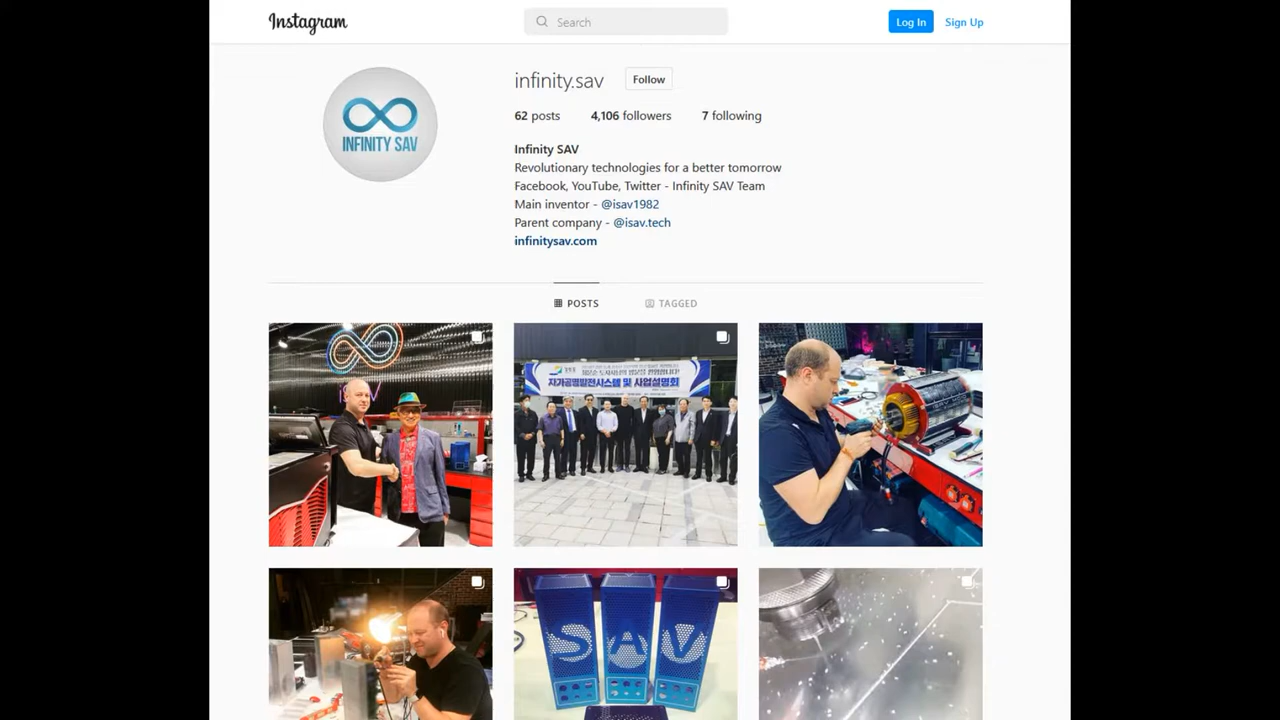 Instagram
Search
Log In
Sign Up
INFINITY SAV
infinity.sav
Follow
62 posts
4,106 followers
7 following
Infinity SAV
Revolutionary technologies for a better tomorrow
Facebook, YouTube, Twitter - Infinity SAV Team
Main inventor - @isav1982
Parent company - @isav.tech
infinitysav.com
POSTS
TAGGED
자가공명발전시스템 및 사업설명회
SAV